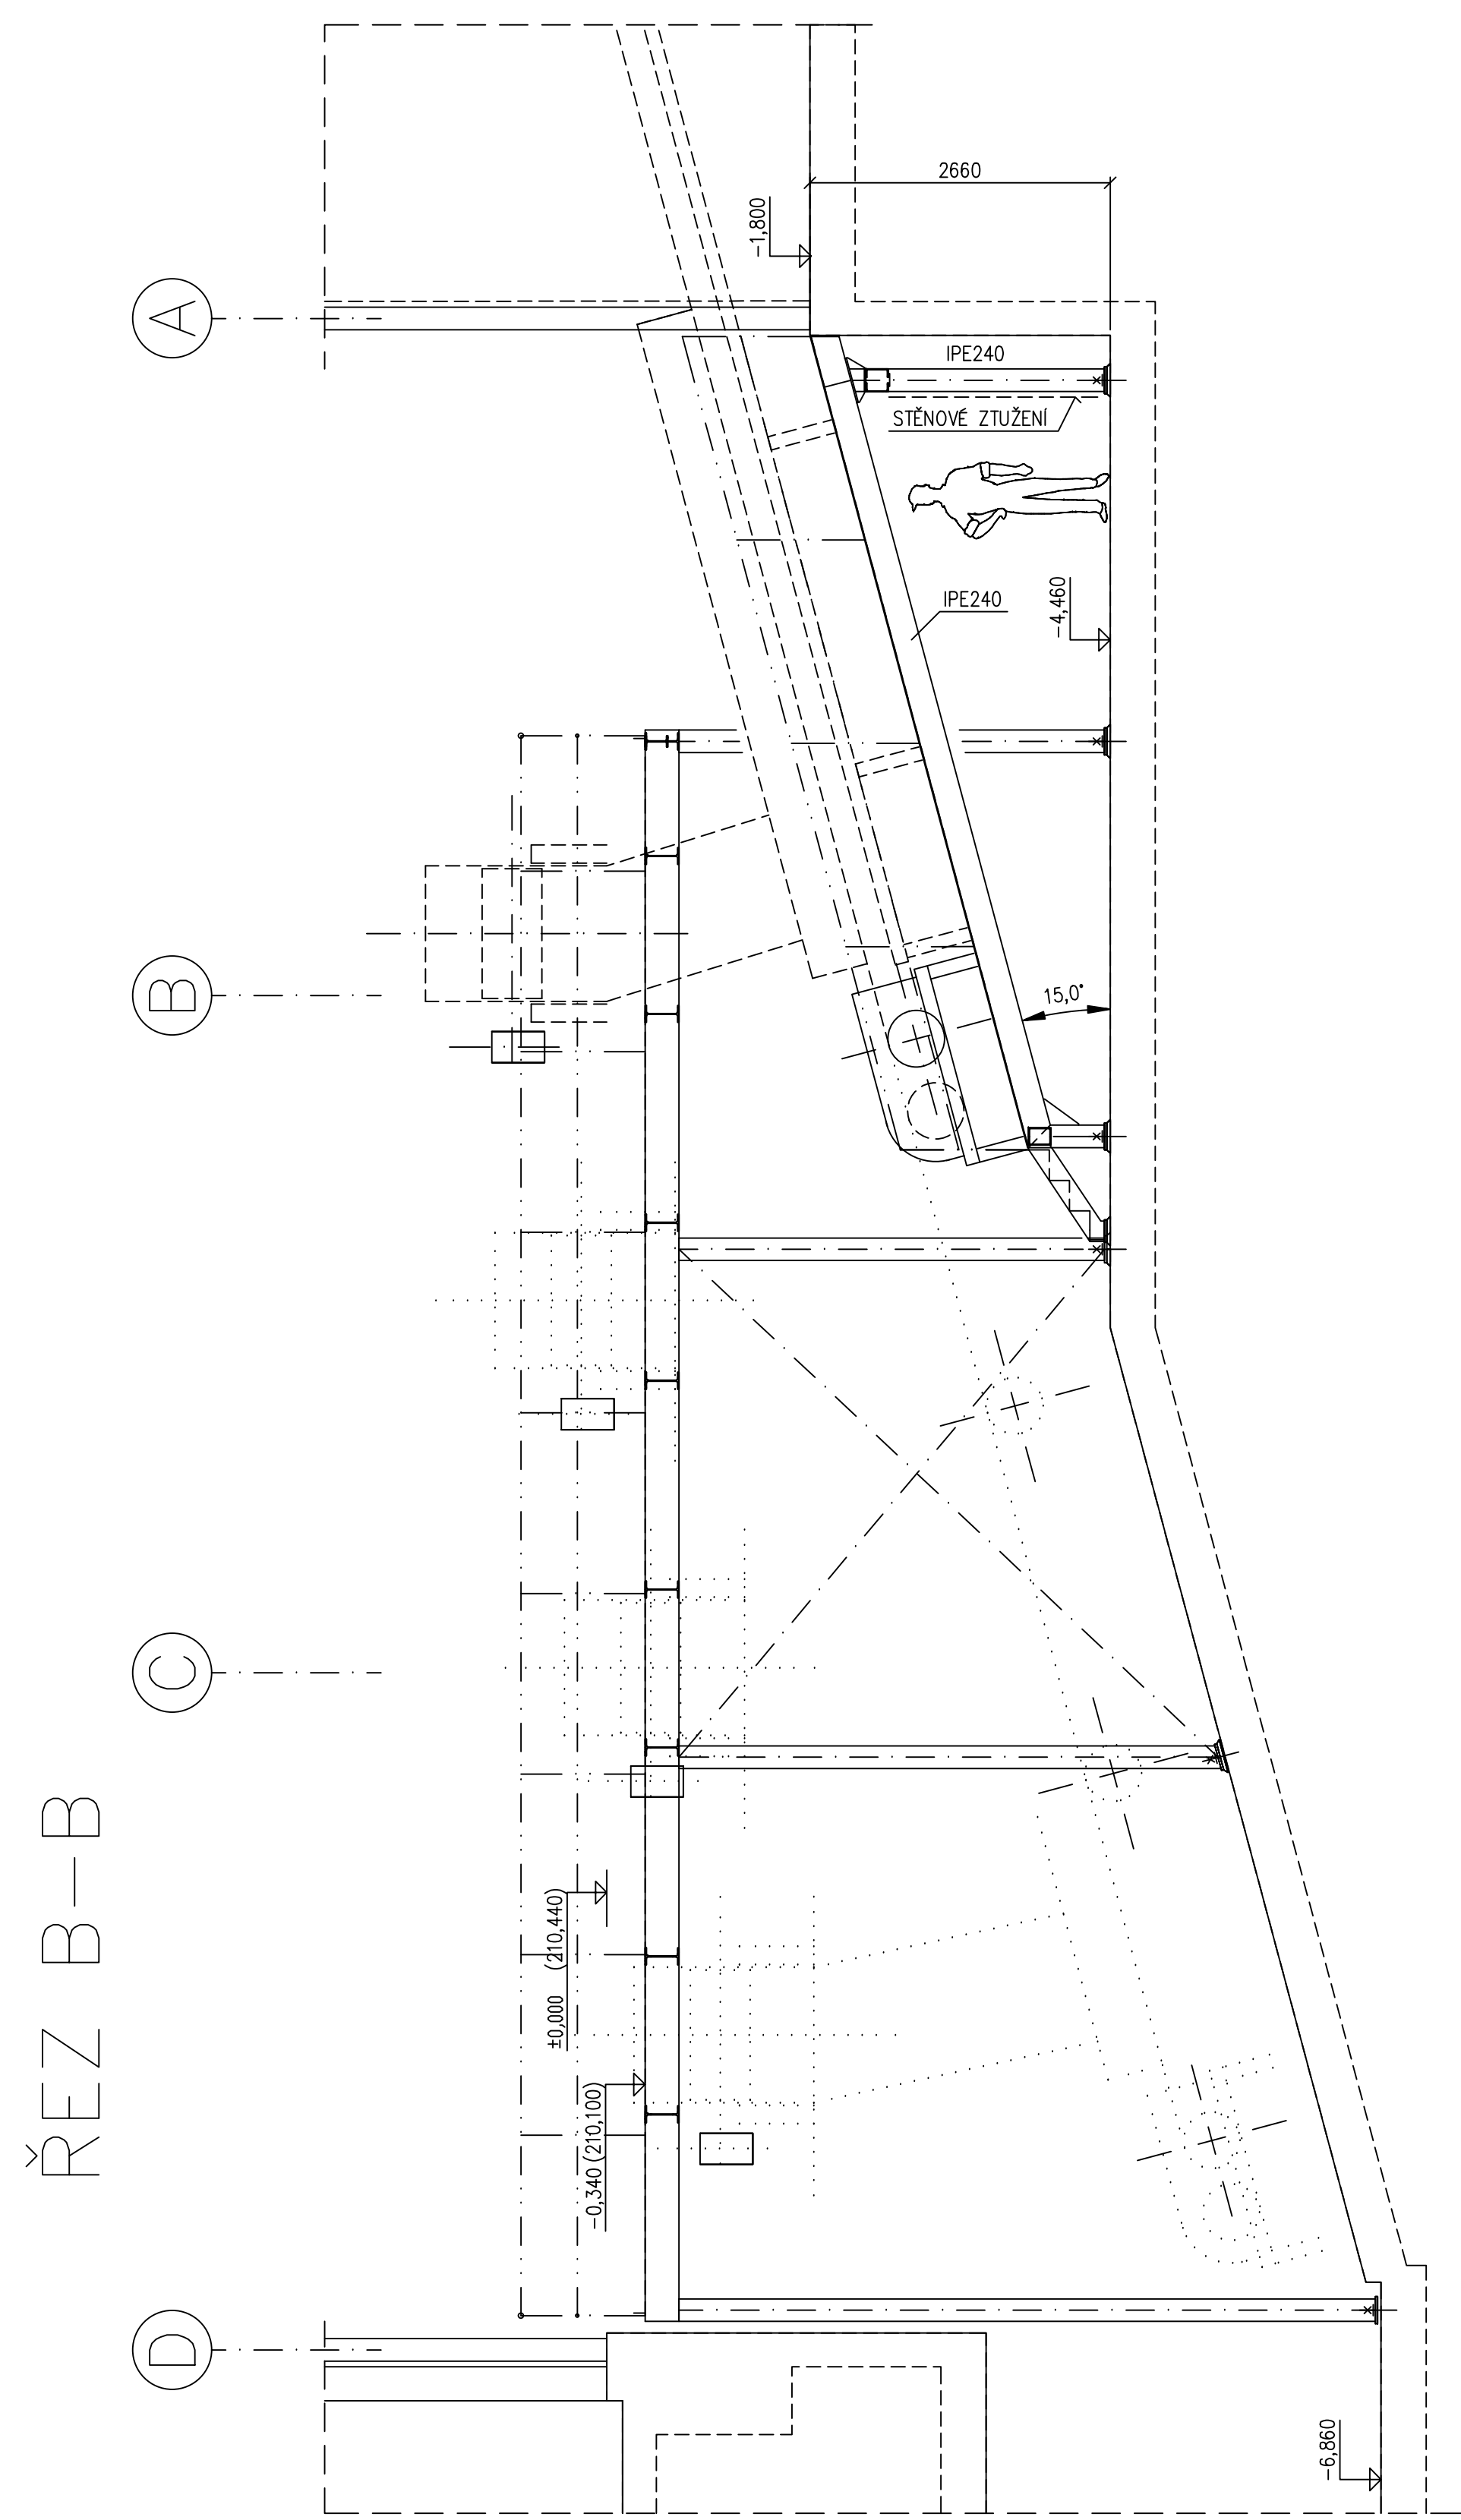 ŘEZ B-B
D
C
B
A
±0,000 (210,440)
-0,340 (210,100)
-1,800
2660
IPE240
STĚNOVÉ ZTUŽENÍ
IPE240
-4,460
15,0°
-6,860